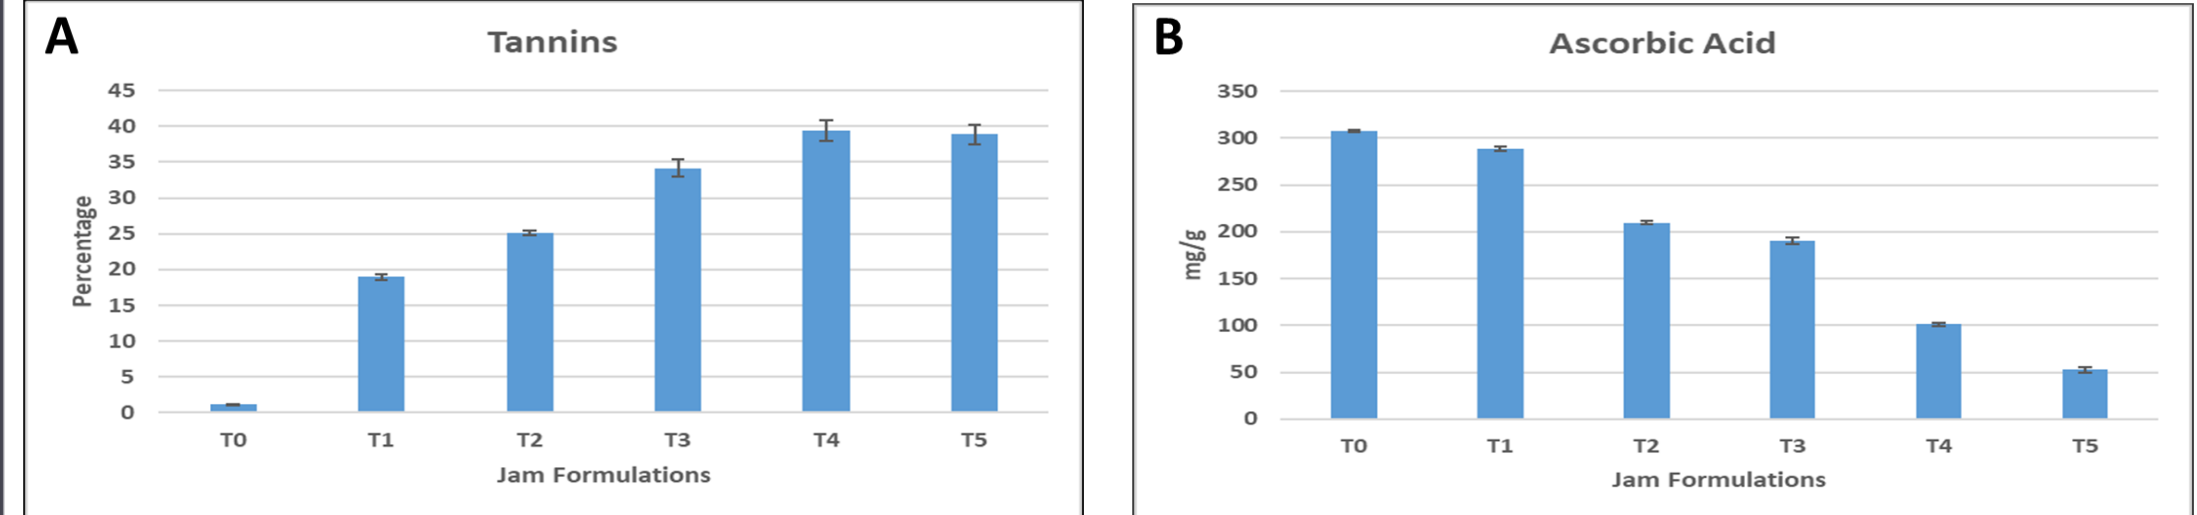 A
Tannins
45
40
35
30
25
20
15
10
5
0
Percentage
T0 T1 T2 T3 T4 T5
Jam Formulations
B
Ascorbic Acid
350
300
250
200
150
100
50
0
mg/g
T0 T1 T2 T3 T4 T5
Jam Formulations